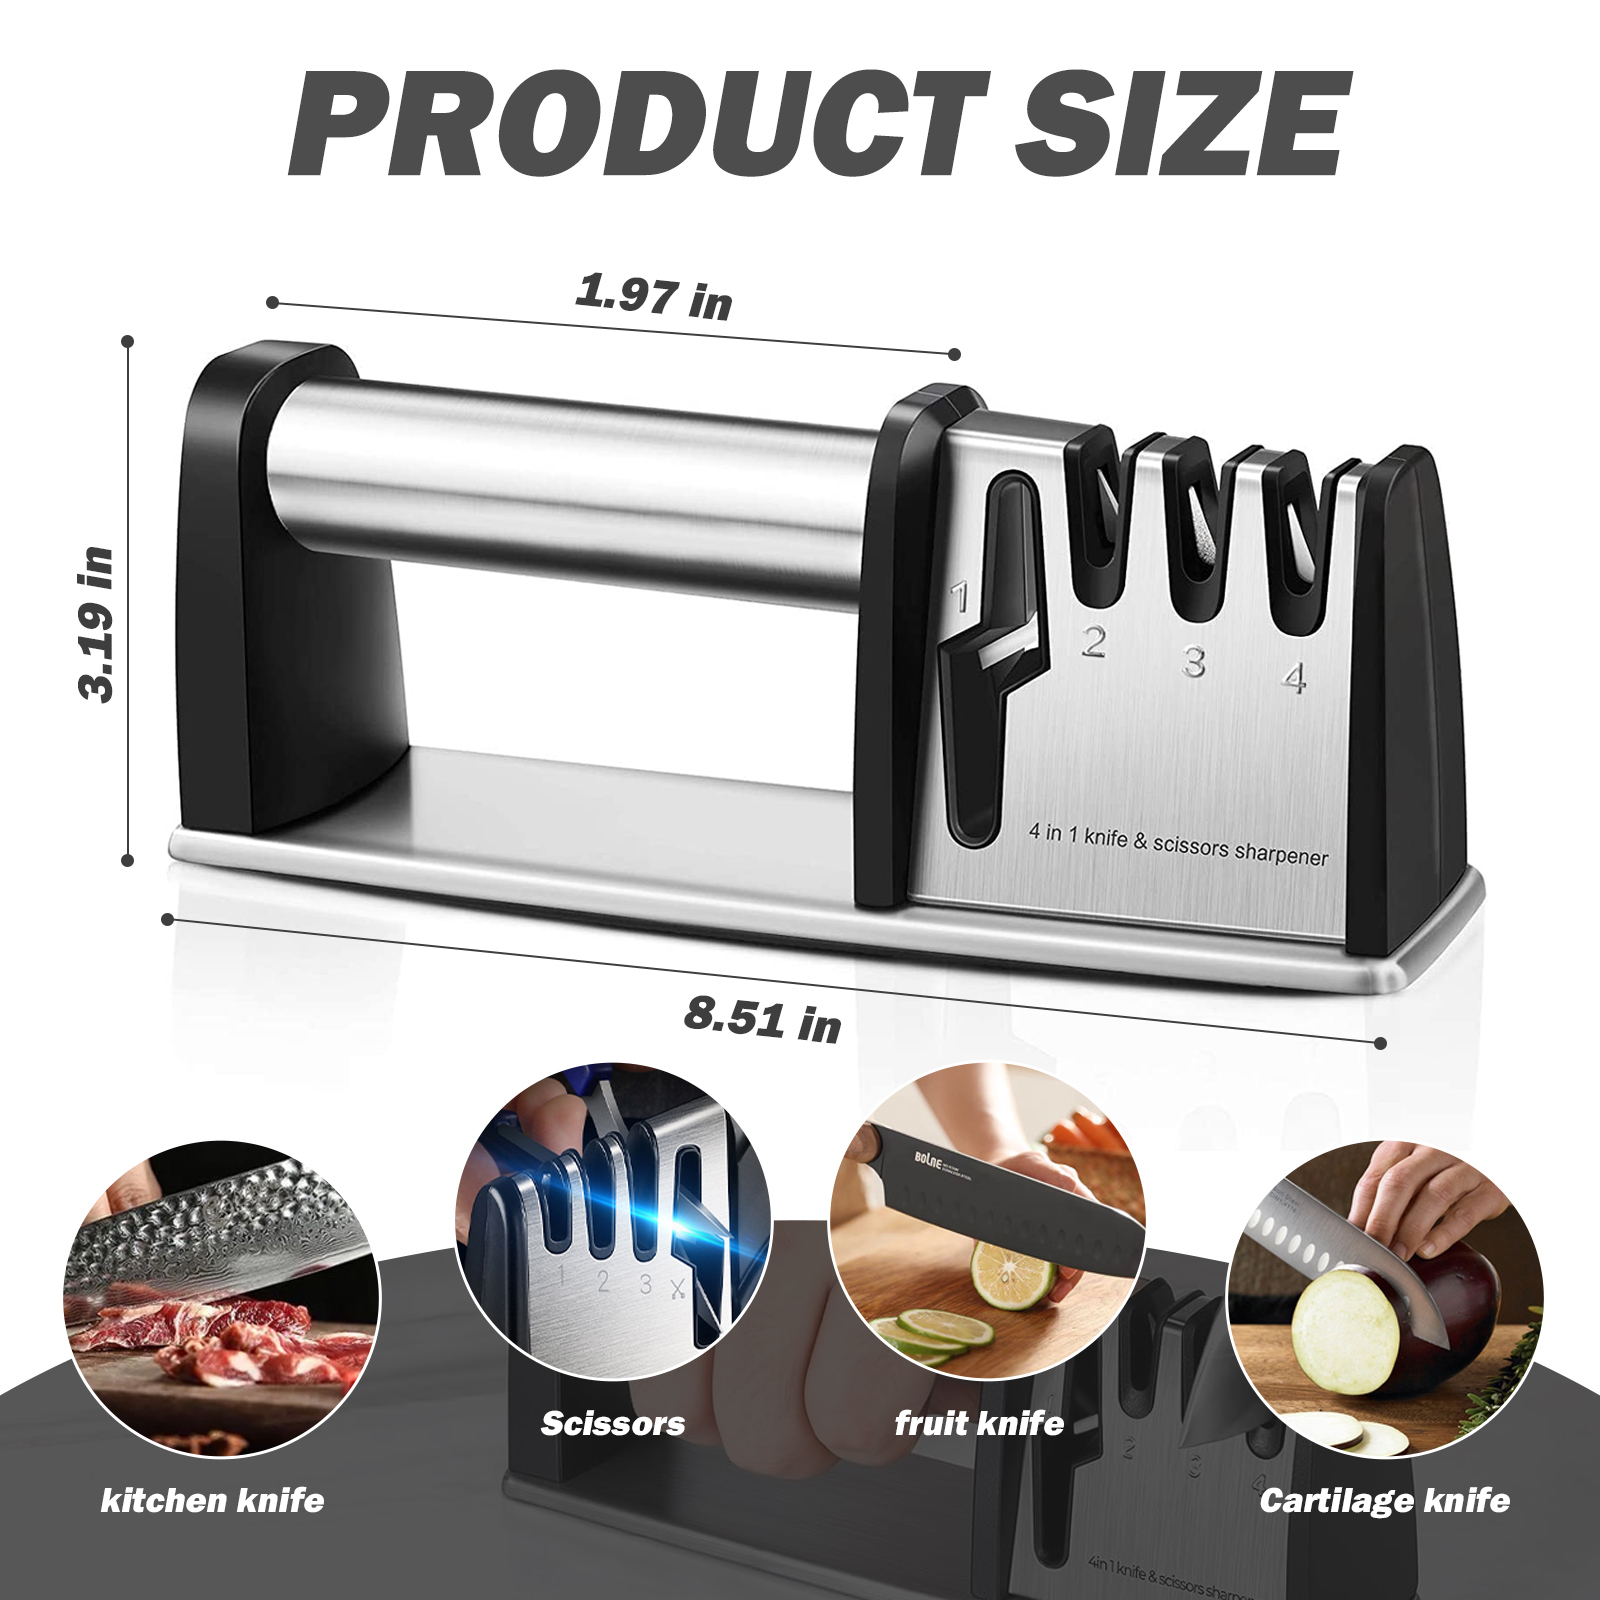 PRODUCT SIZE
1.97 in
3.19 in
1
2
3
4
4 in 1 knife & scissors sharpener
8.51 in
BOLNE
1
2
3
Scissors
fruit knife
kitchen knife
Cartilage knife
1
2
3
4
4in1 knife & scissors sharpener